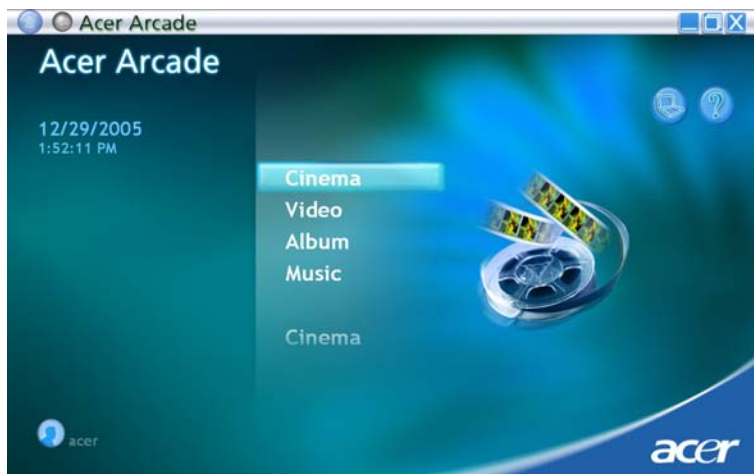 Acer Arcade
Acer Arcade
12/29/2005
1:52:11 PM
?
Cinema
Video
Album
Music
Cinema
acer
acer